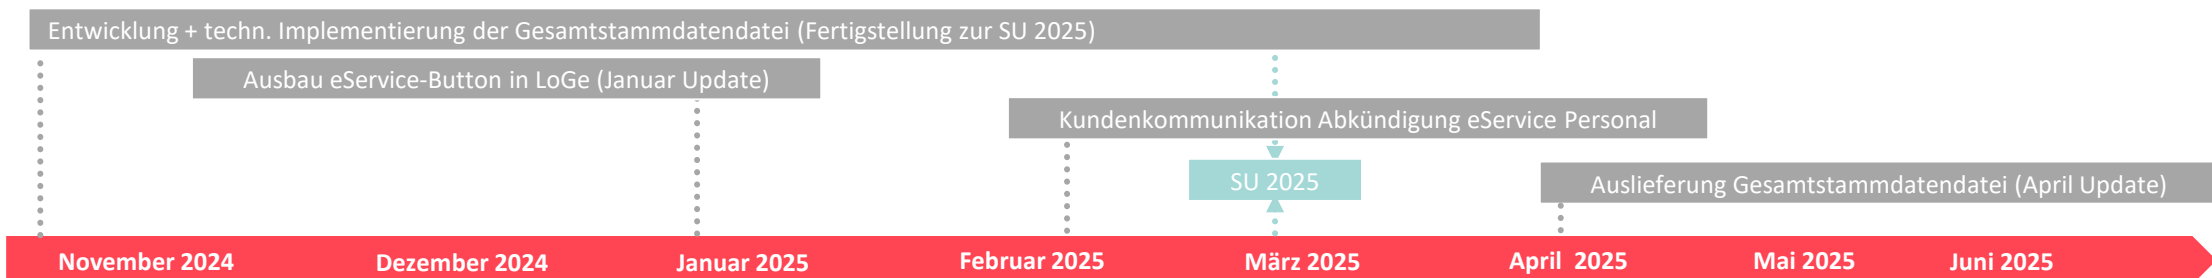 Entwicklung + techn. Implementierung der Gesamtstammdatendatei (Fertigstellung zur SU 2025)
Ausbau eService-Button in LoGe (Januar Update)
Kundenkommunikation Abkündigung eService Personal
SU 2025
Auslieferung Gesamtstammdatendatei (April Update)
November 2024
Dezember 2024
Januar 2025
Februar 2025
März 2025
April 2025
Mai 2025
Juni 2025